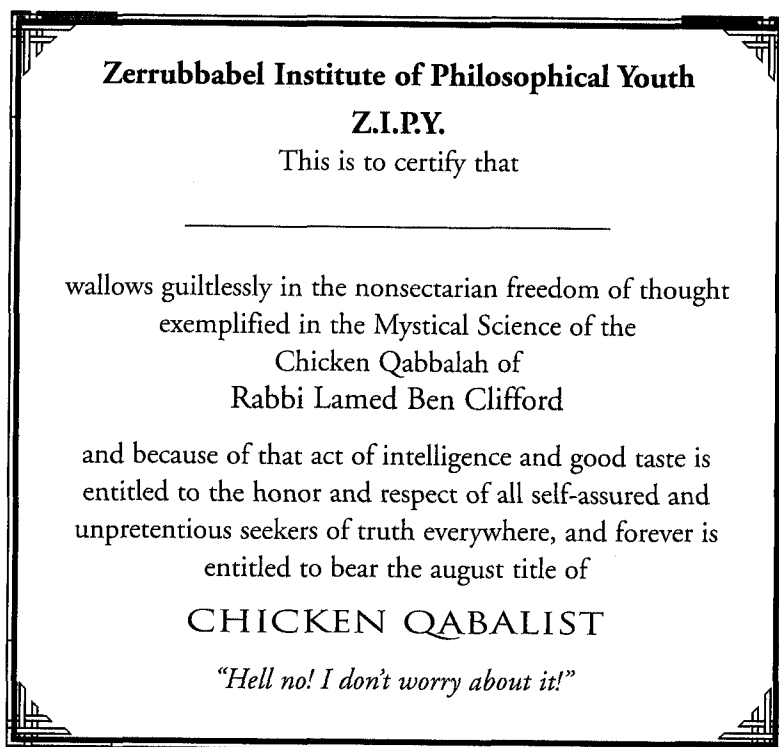 Zerrubbabel Institute of Philosophical Youth
Z.I.P.Y.
This is to certify that
wallows guiltlessly in the nonsectarian freedom of thought
exemplified in the Mystical Science of the
Chicken Qabbalah of
Rabbi Lamed Ben Clifford
and because of that act of intelligence and good taste is
entitled to the honor and respect of all self-assured and
unpretentious seekers of truth everywhere, and forever is
entitled to bear the august title of
CHICKEN QABALIST
“Hell no! I don’t worry about it!”